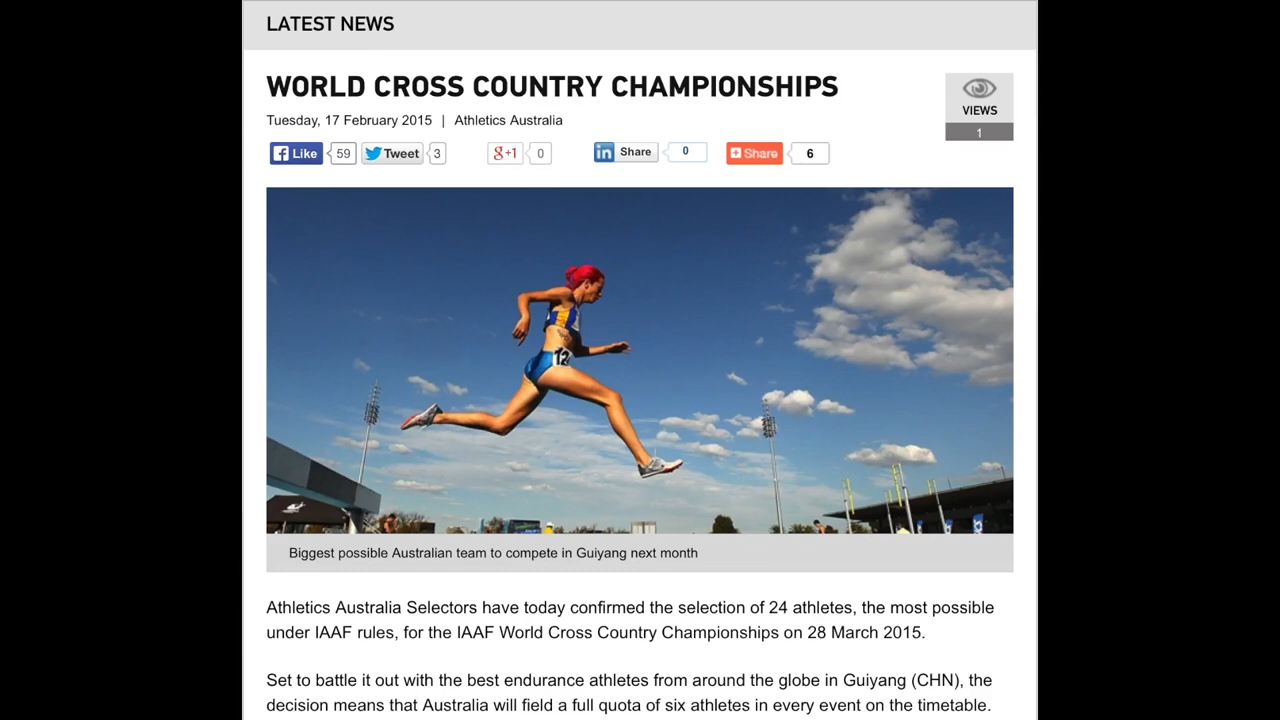 LATEST NEWS
WORLD CROSS COUNTRY CHAMPIONSHIPS
VIEWS
1
Tuesday, 17 February 2015 | Athletics Australia
Like 59 Tweet 3 g+1 0 in Share 0 Share 6
12
Biggest possible Australian team to compete in Guiyang next month
Athletics Australia Selectors have today confirmed the selection of 24 athletes, the most possible
under IAAF rules, for the IAAF World Cross Country Championships on 28 March 2015.
Set to battle it out with the best endurance athletes from around the globe in Guiyang (CHN), the
decision means that Australia will field a full quota of six athletes in every event on the timetable.